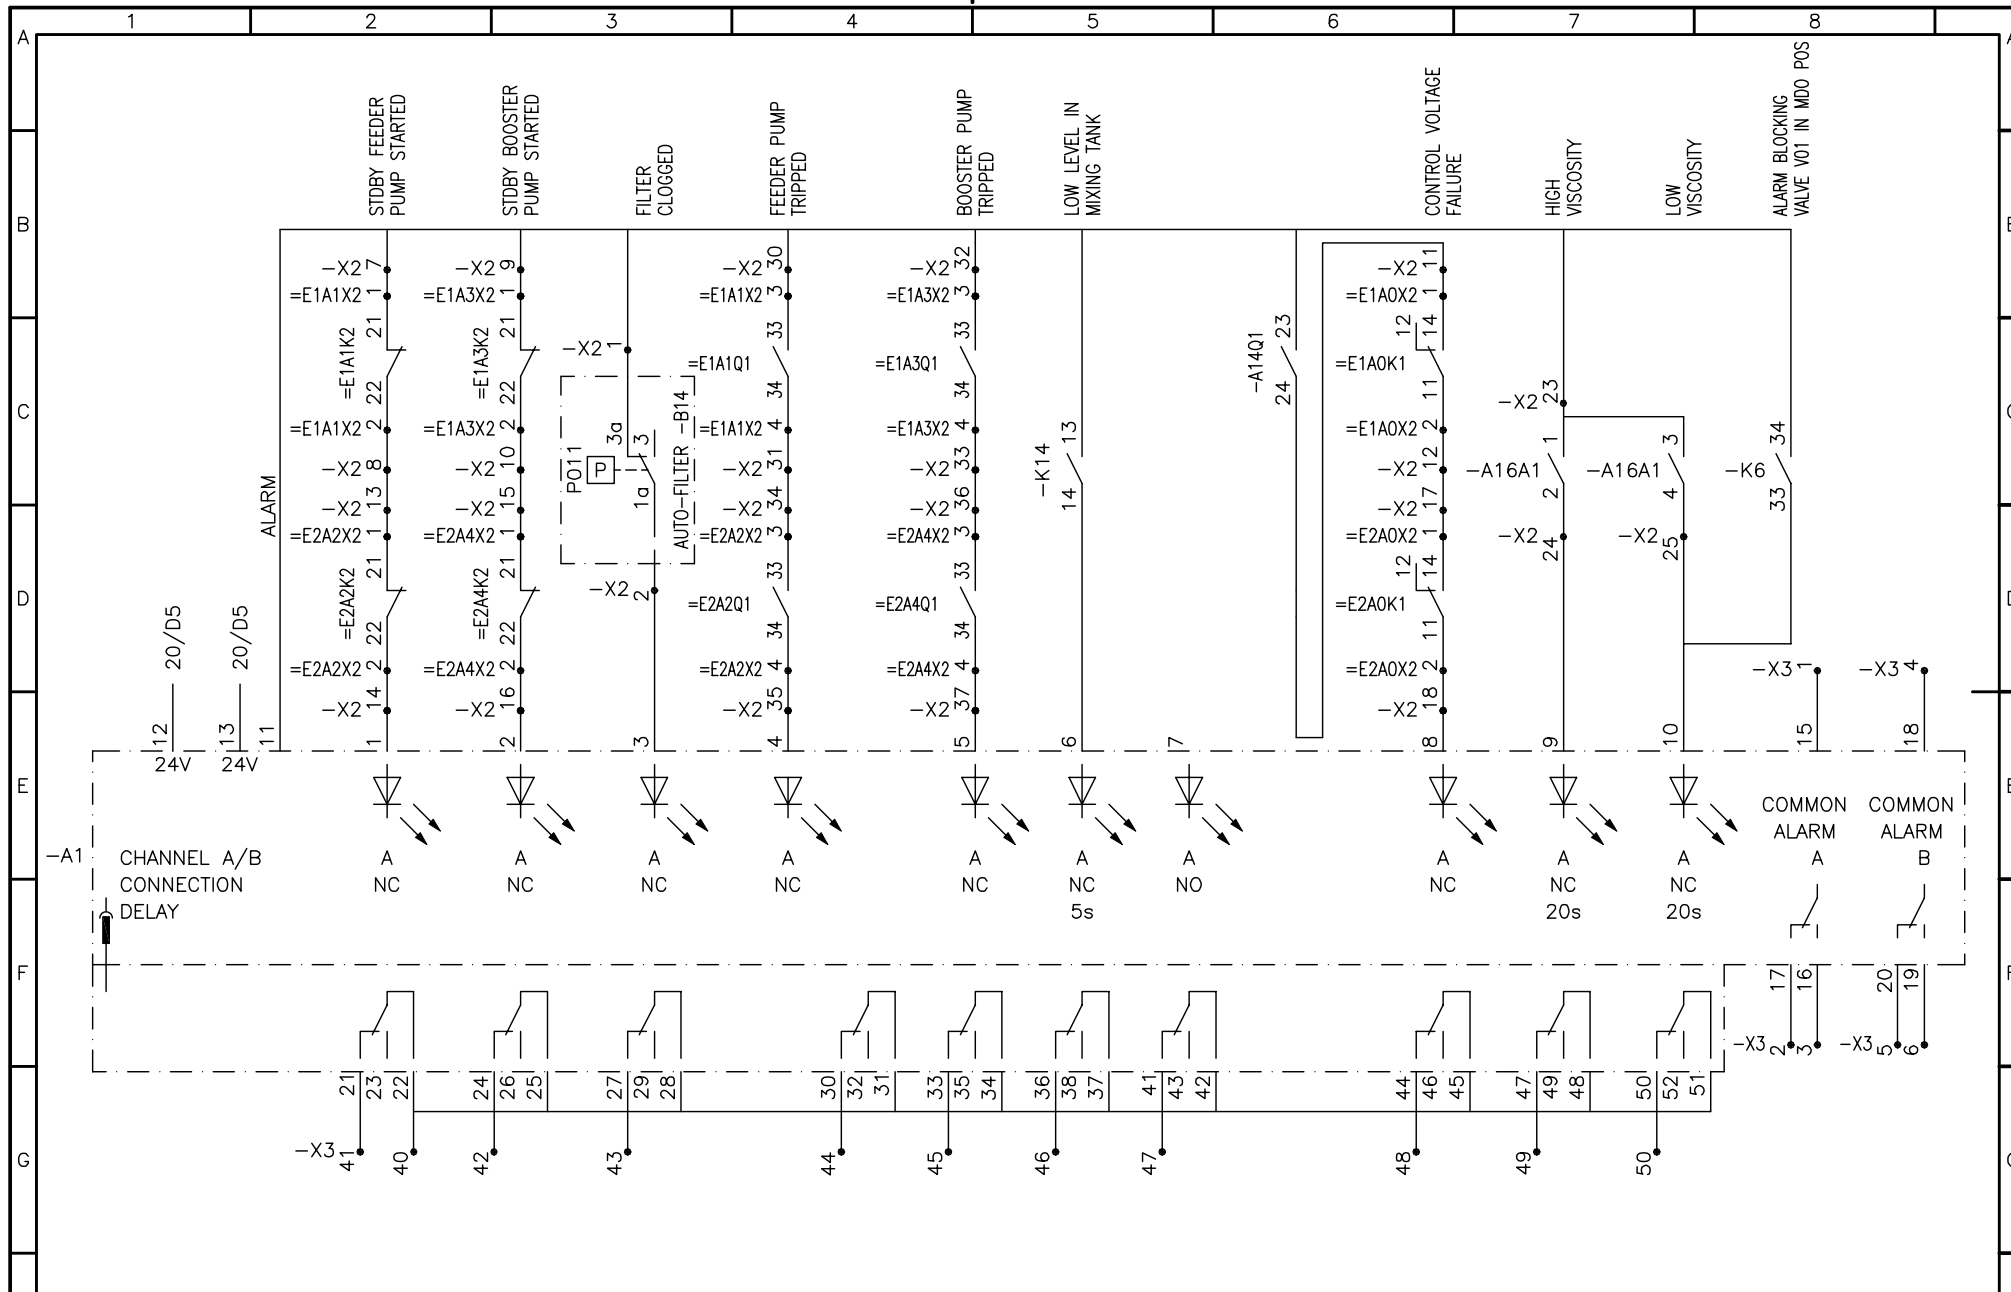 1 2 3 4 5 6 7 8
A
B
C
D
E
F
G
STDBY FEEDER
PUMP STARTED
STDBY BOOSTER
PUMP STARTED
FILTER
CLOGGED
FEEDER PUMP
TRIPPED
BOOSTER PUMP
TRIPPED
LOW LEVEL IN
MIXING TANK
CONTROL VOLTAGE
FAILURE
HIGH
VISCOSITY
LOW
VISCOSITY
ALARM BLOCKING
VALVE V01 IN MDO POS
ALARM
20/D5
12
24V
20/D5
13
24V
11
-X2 7
=E1A1X2 1
21
=E1A1K2
22
=E1A1X2 2
-X2 8
-X2 13
=E2A2X2 1
21
=E2A2K2
22
=E2A2X2 2
-X2 14
1
-X2 9
=E1A3X2 1
21
=E1A3K2
22
=E1A3X2 2
-X2 10
-X2 15
=E2A4X2 1
21
=E2A4K2
22
=E2A4X2 2
-X2 16
2
-X2 1
3a 3
P011
P
1a
AUTO-FILTER -B14
-X2 2
3
-X2 30
=E1A1X2 3
33
=E1A1Q1
34
=E1A1X2 4
-X2 31
-X2 34
=E2A2X2 3
33
=E2A2Q1
34
=E2A2X2 4
-X2 35
4
-X2 32
=E1A3X2 3
33
=E1A3Q1
34
=E1A3X2 4
-X2 33
-X2 36
=E2A4X2 3
33
=E2A4Q1
34
=E2A4X2 4
-X2 37
5
13
-K14
14
6
7
23
-A14Q1
24
-X2 11
=E1A0X2 1
12 14
=E1A0K1
11
=E1A0X2 2
-X2 12
-X2 17
=E2A0X2 1
12 14
=E2A0K1
11
=E2A0X2 2
-X2 18
8
-X2 23
1
-A16A1
2
-X2 24
9
3
-A16A1
4
-X2 25
10
34
-K6
33
-X3 1
15
-X3 4
18
-A1
CHANNEL A/B
CONNECTION
DELAY
A
NC
A
NC
A
NC
A
NC
A
NC
A
NC
5s
A
NO
A
NC
A
NC
20s
A
NC
20s
COMMON
ALARM
A
COMMON
ALARM
B
17 16
-X3 2 3
20 19
-X3 5 6
21 23 22
24 26 25
27 29 28
30 32 31
33 35 34
36 38 37
41 43 42
44 46 45
47 49 48
50 52 51
-X3 41 40 42 43 44 45 46 47 48 49 50